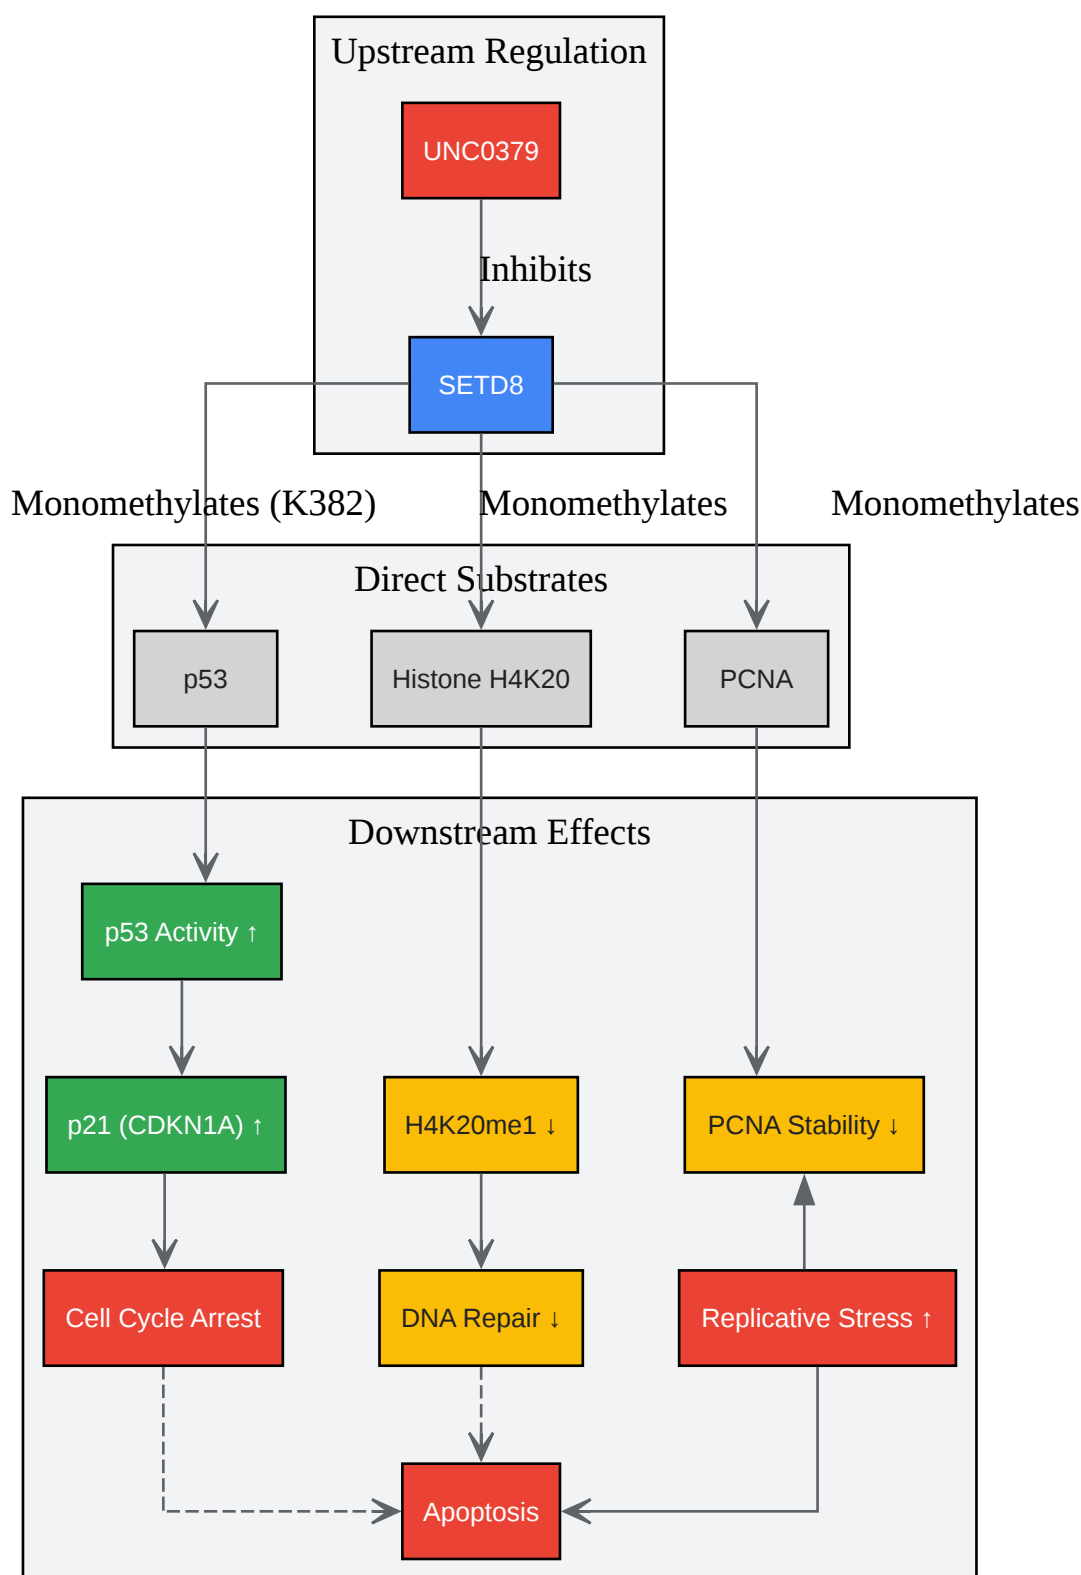 Upstream Regulation
UNC0379
Inhibits
SETD8
Monomethylates (K382)
Monomethylates
Monomethylates
Direct Substrates
p53
Histone H4K20
PCNA
Downstream Effects
p53 Activity ↑
p21 (CDKN1A) ↑
H4K20me1 ↓
PCNA Stability ↓
Cell Cycle Arrest
DNA Repair ↓
Replicative Stress ↑
Apoptosis